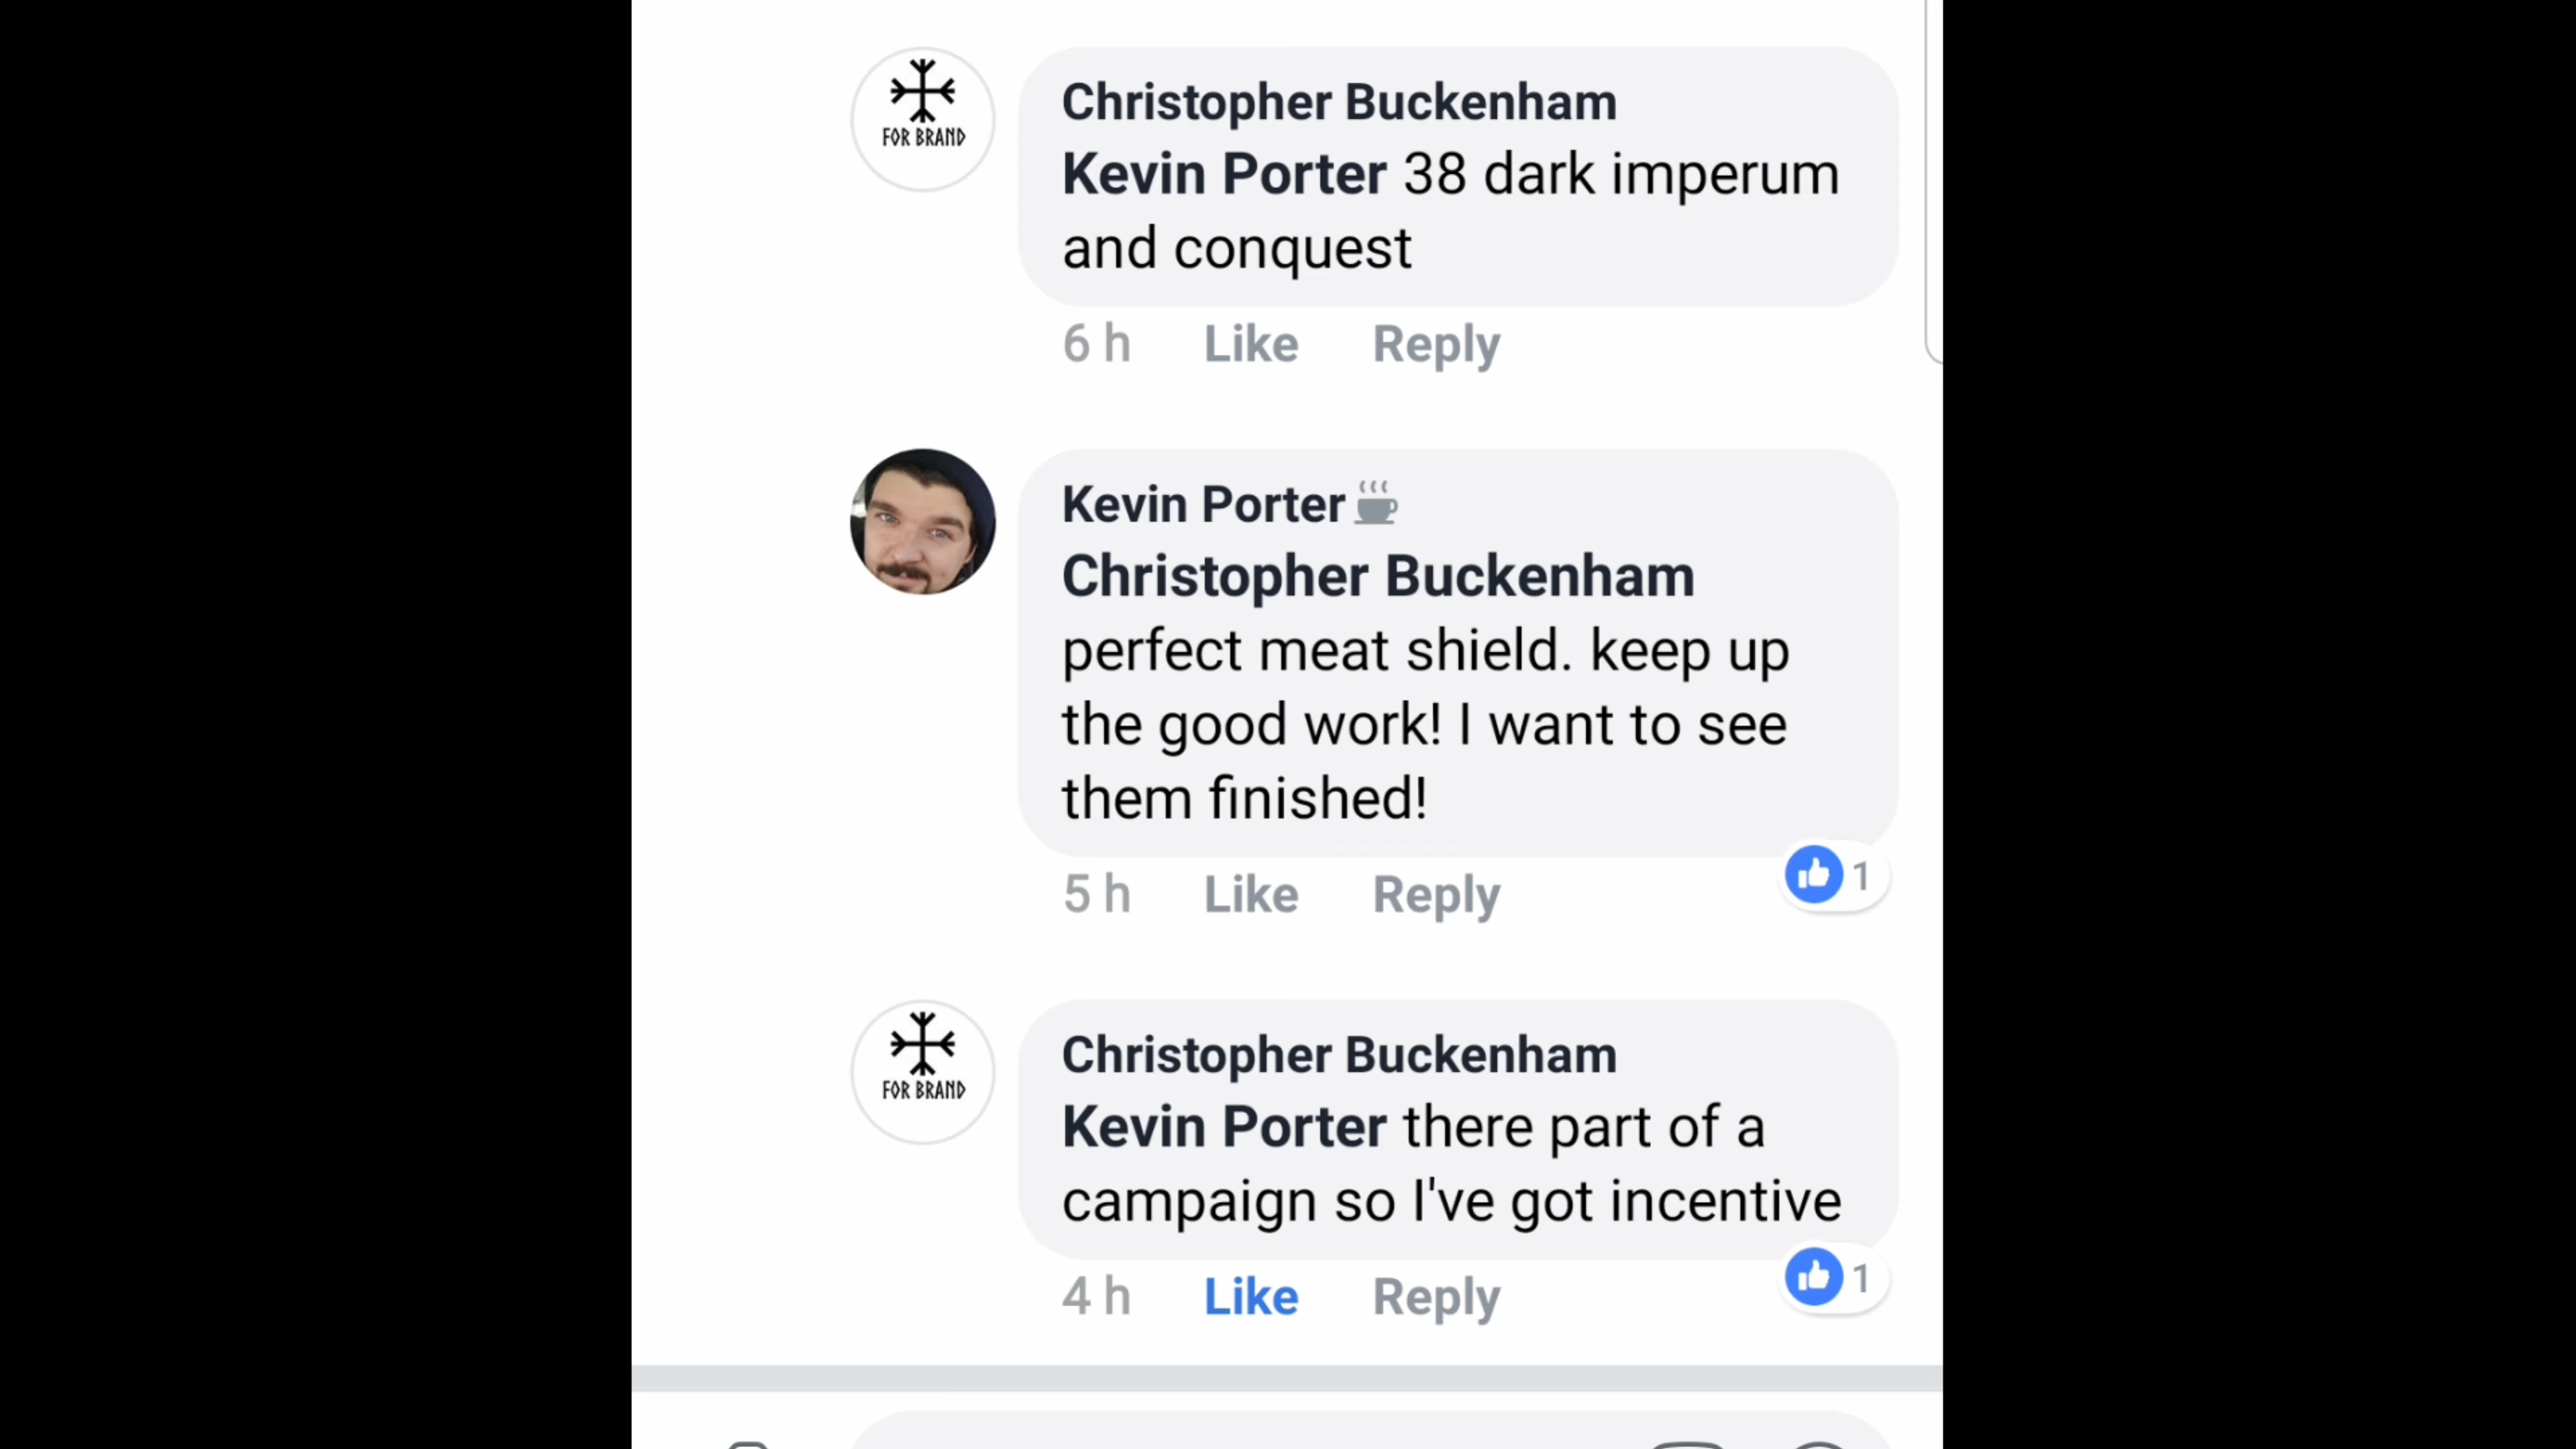 FOR BRAND
Christopher Buckenham
Kevin Porter 38 dark imperum
and conquest
6 h Like Reply
Kevin Porter
Christopher Buckenham
perfect meat shield. keep up
the good work! I want to see
them finished!
5 h Like Reply 1
FOR BRAND
Christopher Buckenham
Kevin Porter there part of a
campaign so I've got incentive
4 h Like Reply 1